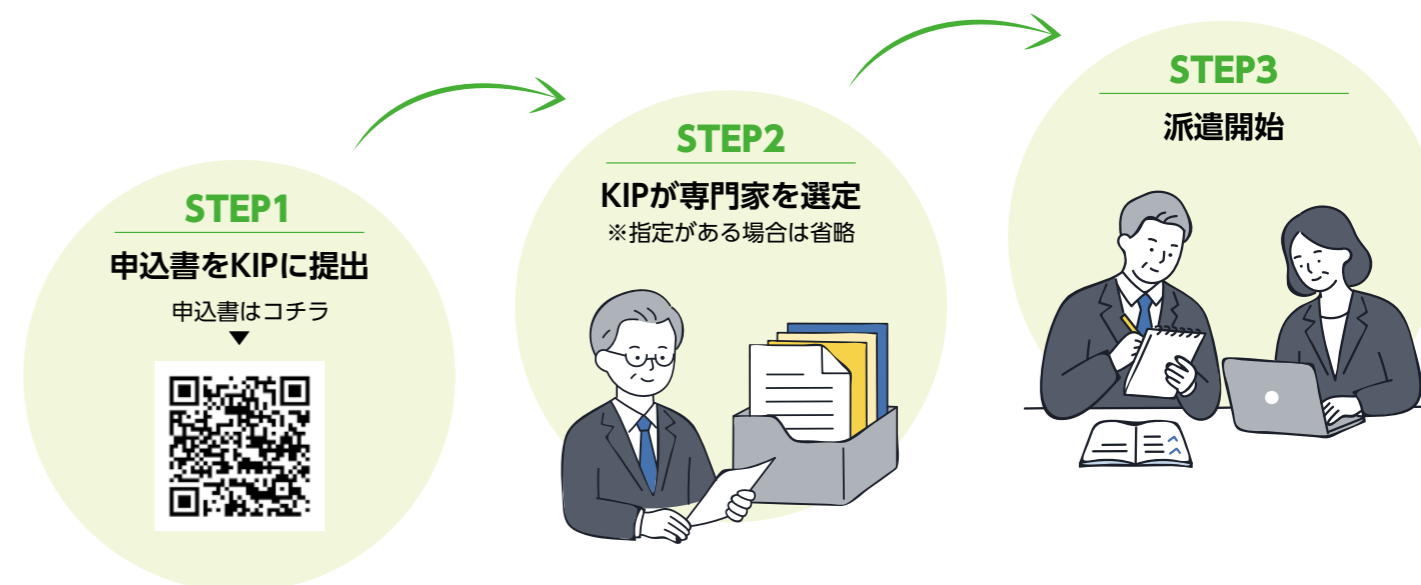 STEP1
申込書をKIPに提出
申込書はコチラ
▼
STEP2
KIPが専門家を選定
※指定がある場合は省略
STEP3
派遣開始